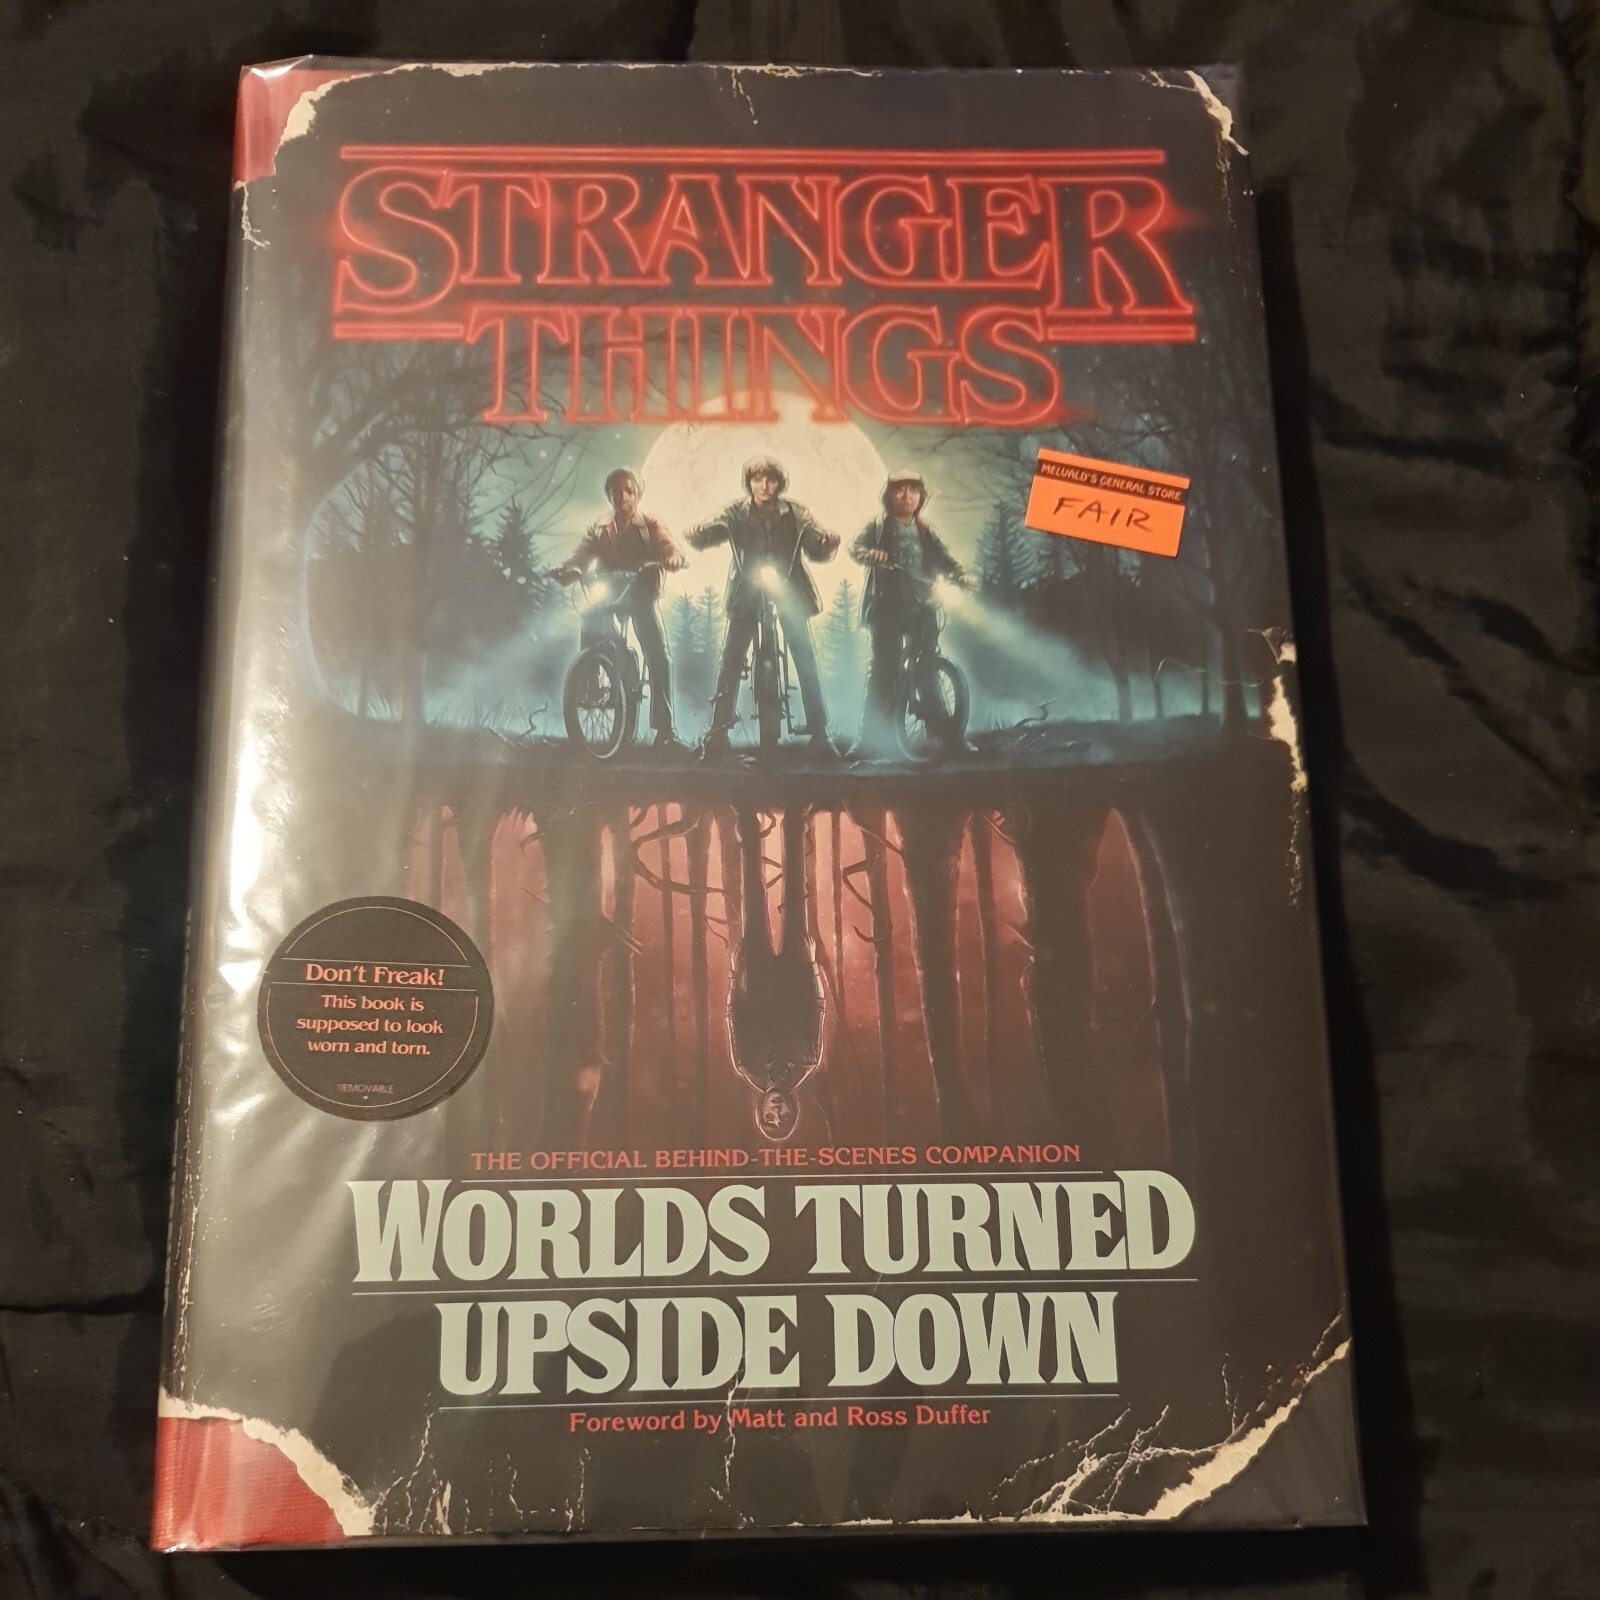 STRANGER
THINGS
MELVALD'S GENERAL STORE
FAIR
Don't Freak!
This book is
supposed to look
worn and torn.
REMOVABLE
THE OFFICIAL BEHIND-THE-SCENES COMPANION
WORLDS TURNED
UPSIDE DOWN
Foreword by Matt and Ross Duffer